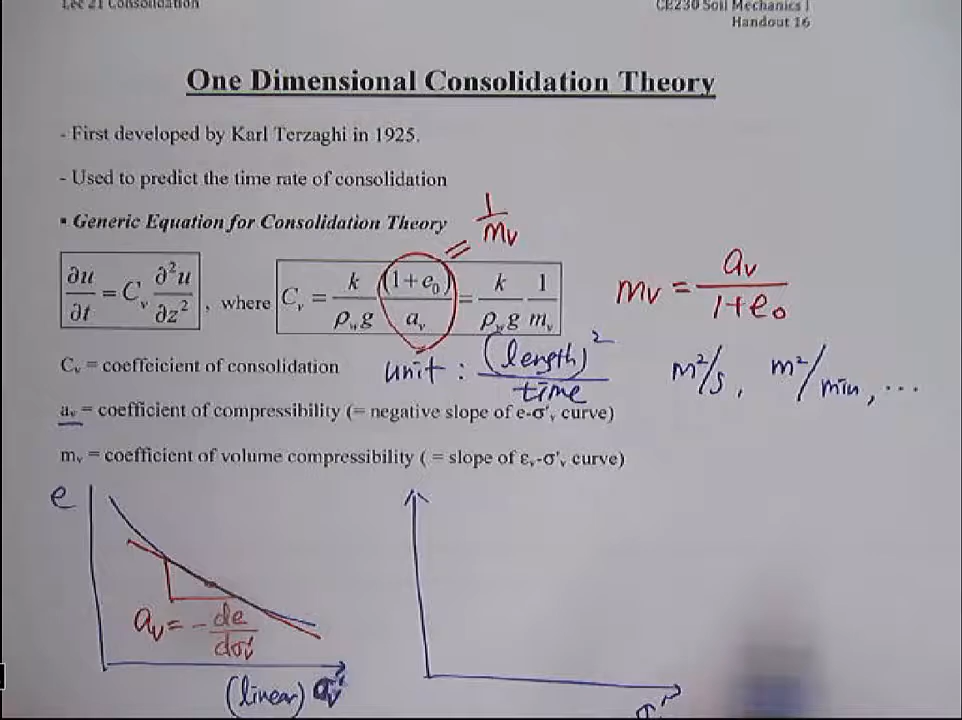 Lec 21 Consolidation
CE230 Soil Mechanics I
Handout 16
One Dimensional Consolidation Theory
- First developed by Karl Terzaghi in 1925.
- Used to predict the time rate of consolidation
▪ Generic Equation for Consolidation Theory
1/mv
=
∂u/∂t = Cv ∂²u/∂z² , where Cv = k/ρwg (1+e0)/av = k/ρwg 1/mv
mv = av/1+e0
Cv = coeffcicient of consolidation
unit : (length)²/time m²/s, m²/min, ...
av = coefficient of compressibility (= negative slope of e-σ'v curve)
mv = coefficient of volume compressibility ( = slope of εv-σ'v curve)
e
av = - de/dσv'
(linear) σv'
σ'